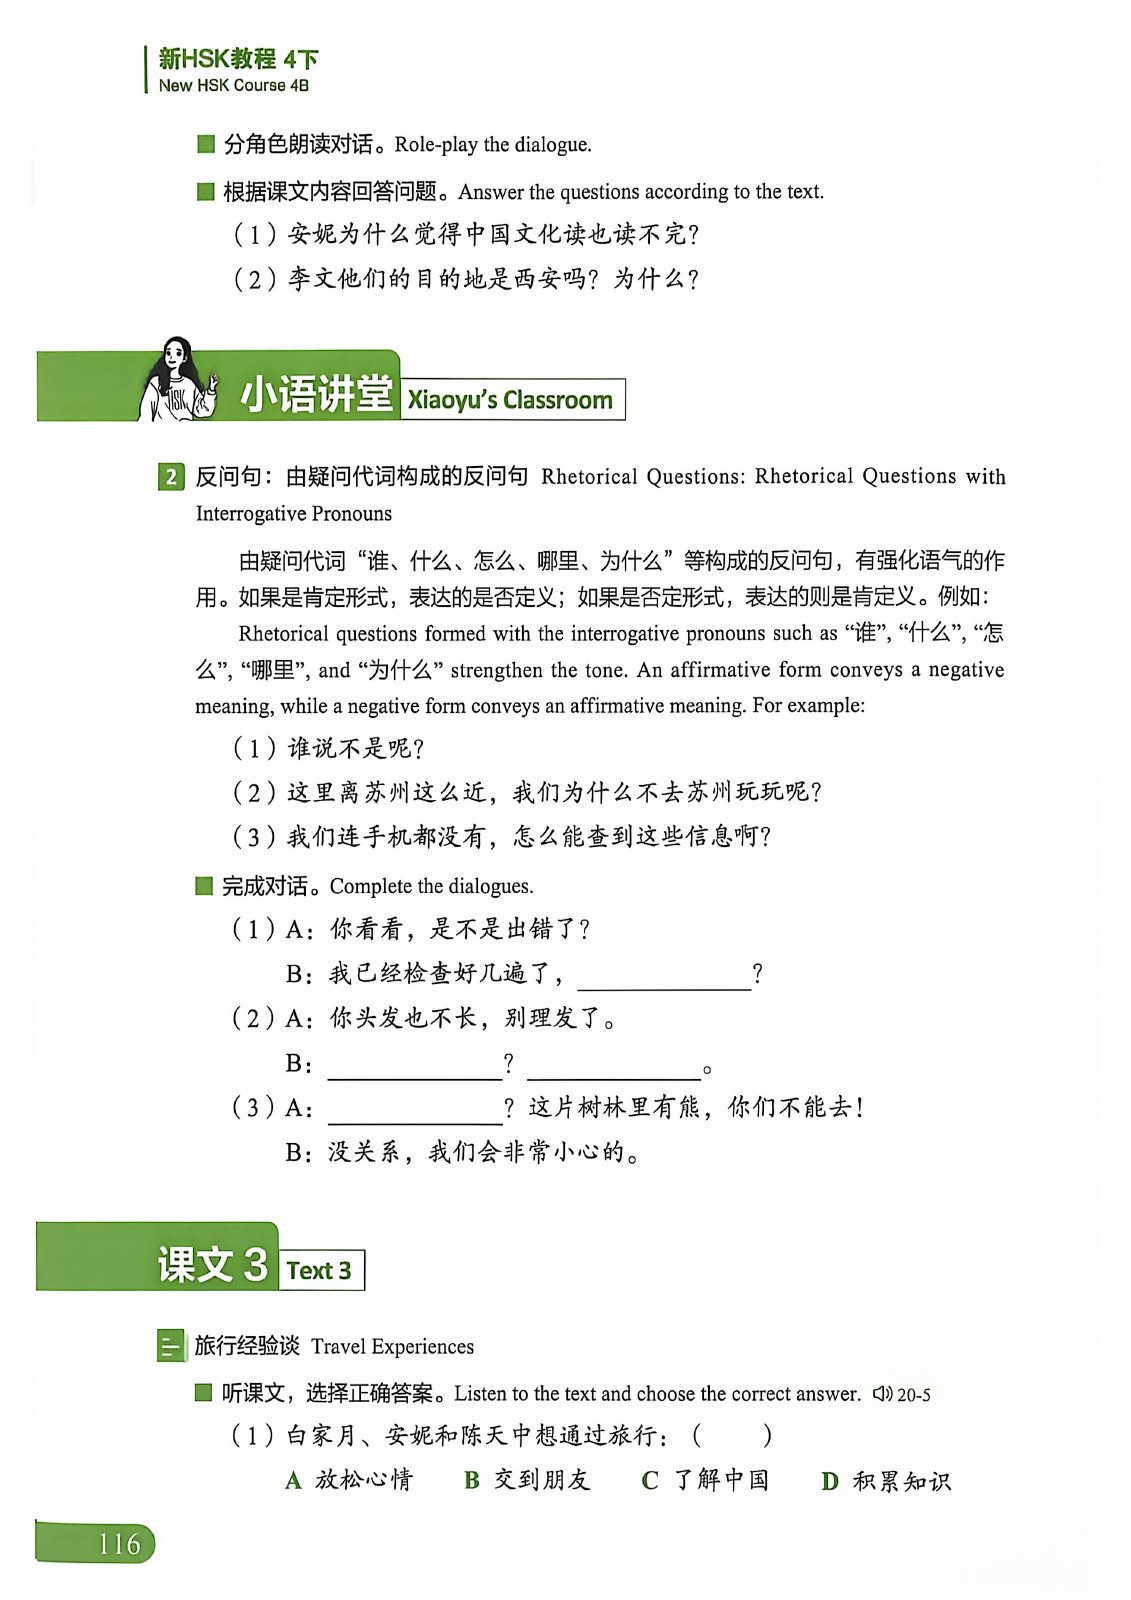 新HSK教程 4下
New HSK Course 4B
分角色朗读对话。Role-play the dialogue.
根据课文内容回答问题。Answer the questions according to the text.
（1）安妮为什么觉得中国文化读也读不完？
（2）李文他们的目的地是西安吗？为什么？
HSK
小语讲堂 Xiaoyu’s Classroom
2 反问句：由疑问代词构成的反问句 Rhetorical Questions: Rhetorical Questions with
Interrogative Pronouns
由疑问代词“谁、什么、怎么、哪里、为什么”等构成的反问句，有强化语气的作
用。如果是肯定形式，表达的是否定义；如果是否定形式，表达的则是肯定义。例如：
Rhetorical questions formed with the interrogative pronouns such as “谁”, “什么”, “怎
么”, “哪里”, and “为什么” strengthen the tone. An affirmative form conveys a negative
meaning, while a negative form conveys an affirmative meaning. For example:
（1）谁说不是呢？
（2）这里离苏州这么近，我们为什么不去苏州玩玩呢？
（3）我们连手机都没有，怎么能查到这些信息啊？
完成对话。Complete the dialogues.
（1）A：你看看，是不是出错了？
B：我已经检查好几遍了，______________？
（2）A：你头发也不长，别理发了。
B：______________？______________。
（3）A：______________？这片树林里有熊，你们不能去！
B：没关系，我们会非常小心的。
课文 3 Text 3
旅行经验谈 Travel Experiences
听课文，选择正确答案。Listen to the text and choose the correct answer. 20-5
（1）白家月、安妮和陈天中想通过旅行：（　　）
A 放松心情 B 交到朋友 C 了解中国 D 积累知识
116